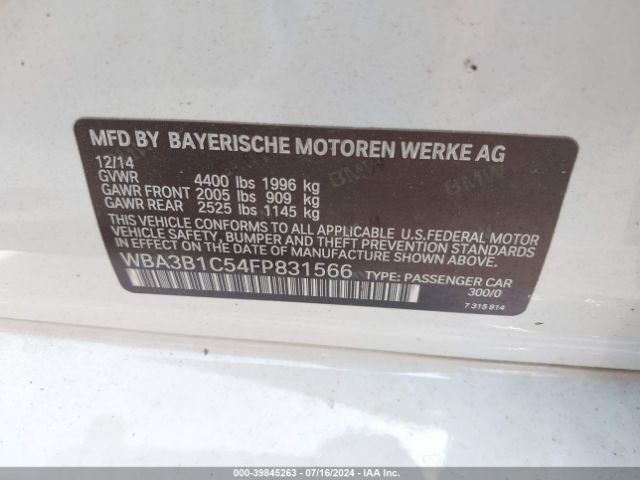 MFD BY BAYERISCHE MOTOREN WERKE AG
12/14
GVWR 4400 lbs 1996 kg
GAWR FRONT 2005 lbs 909 kg
GAWR REAR 2525 lbs 1145 kg
THIS VEHICLE CONFORMS TO ALL APPLICABLE U.S.FEDERAL MOTOR
VEHICLE SAFETY, BUMPER AND THEFT PREVENTION STANDARDS
IN EFFECT ON THE DATE OF MANUFACTURE SHOWN ABOVE.
WBA3B1C54FP831566 TYPE: PASSENGER CAR
300/0
7 315 814
BMW
BMW
BMW
000-39845263 - 07/16/2024 - IAA Inc.